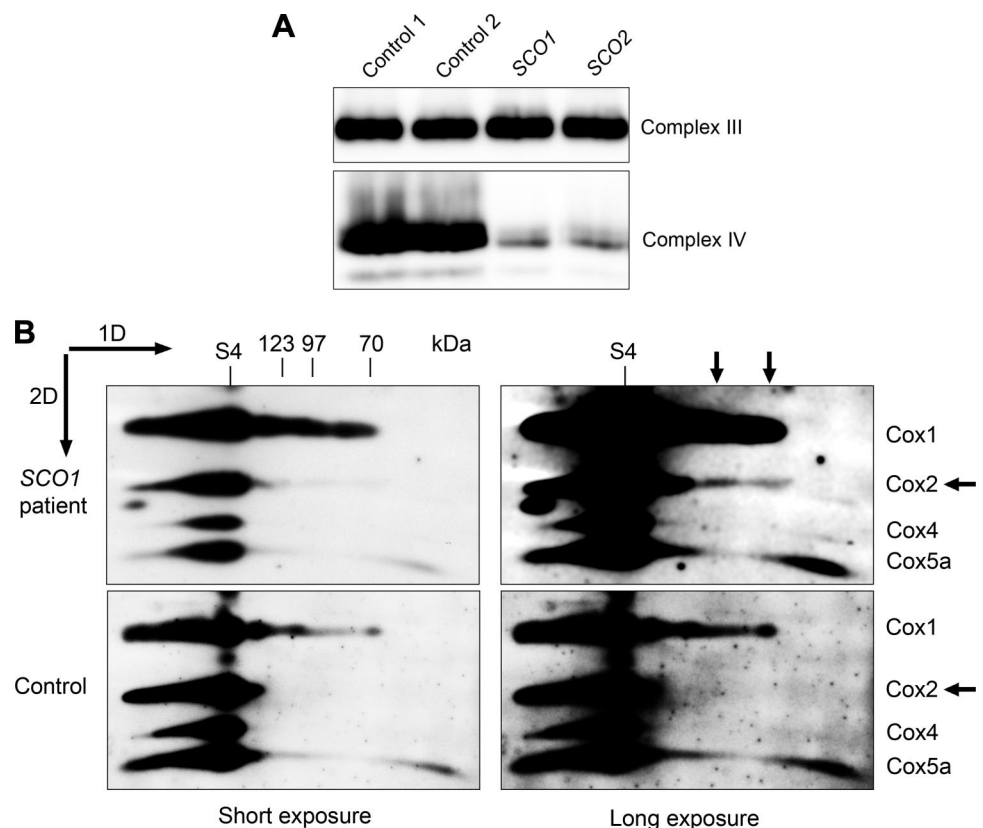 A
Control 1
Control 2
SCO1
SCO2
Complex III
Complex IV
B
1D
2D
S4
123 97 70 kDa
S4
SCO1
patient
Cox1
Cox2
Cox4
Cox5a
Control
Cox1
Cox2
Cox4
Cox5a
Short exposure
Long exposure